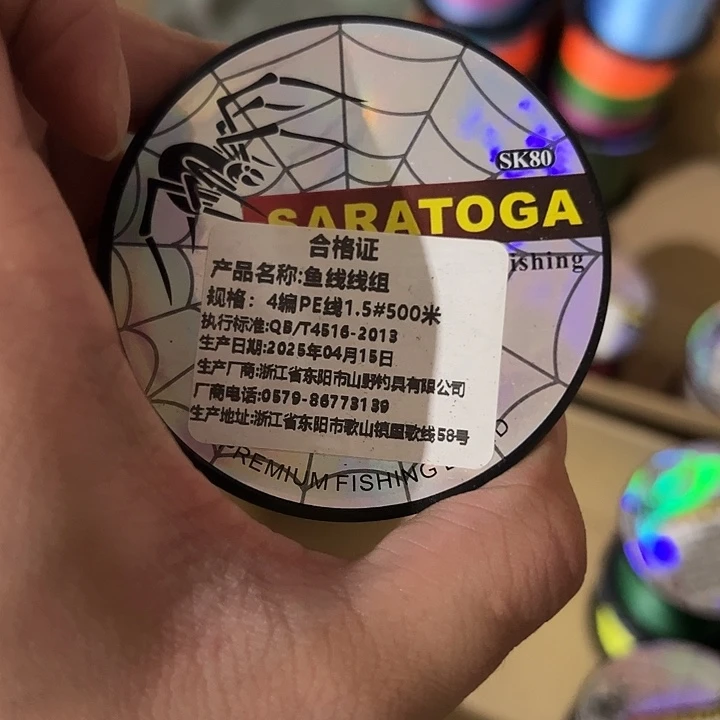 SK80
SARATOGA
ishing
合格证
产品名称:鱼线线组
规格：4编PE线1.5#500米
执行标准:QB/T4516-2013
生产日期:2025年04月15日
生产厂商:浙江省东阳市山野钓具有限公司
厂商电话:0579-86773139
生产地址:浙江省东阳市歌山镇歌线58号
PREMIUM FISHING